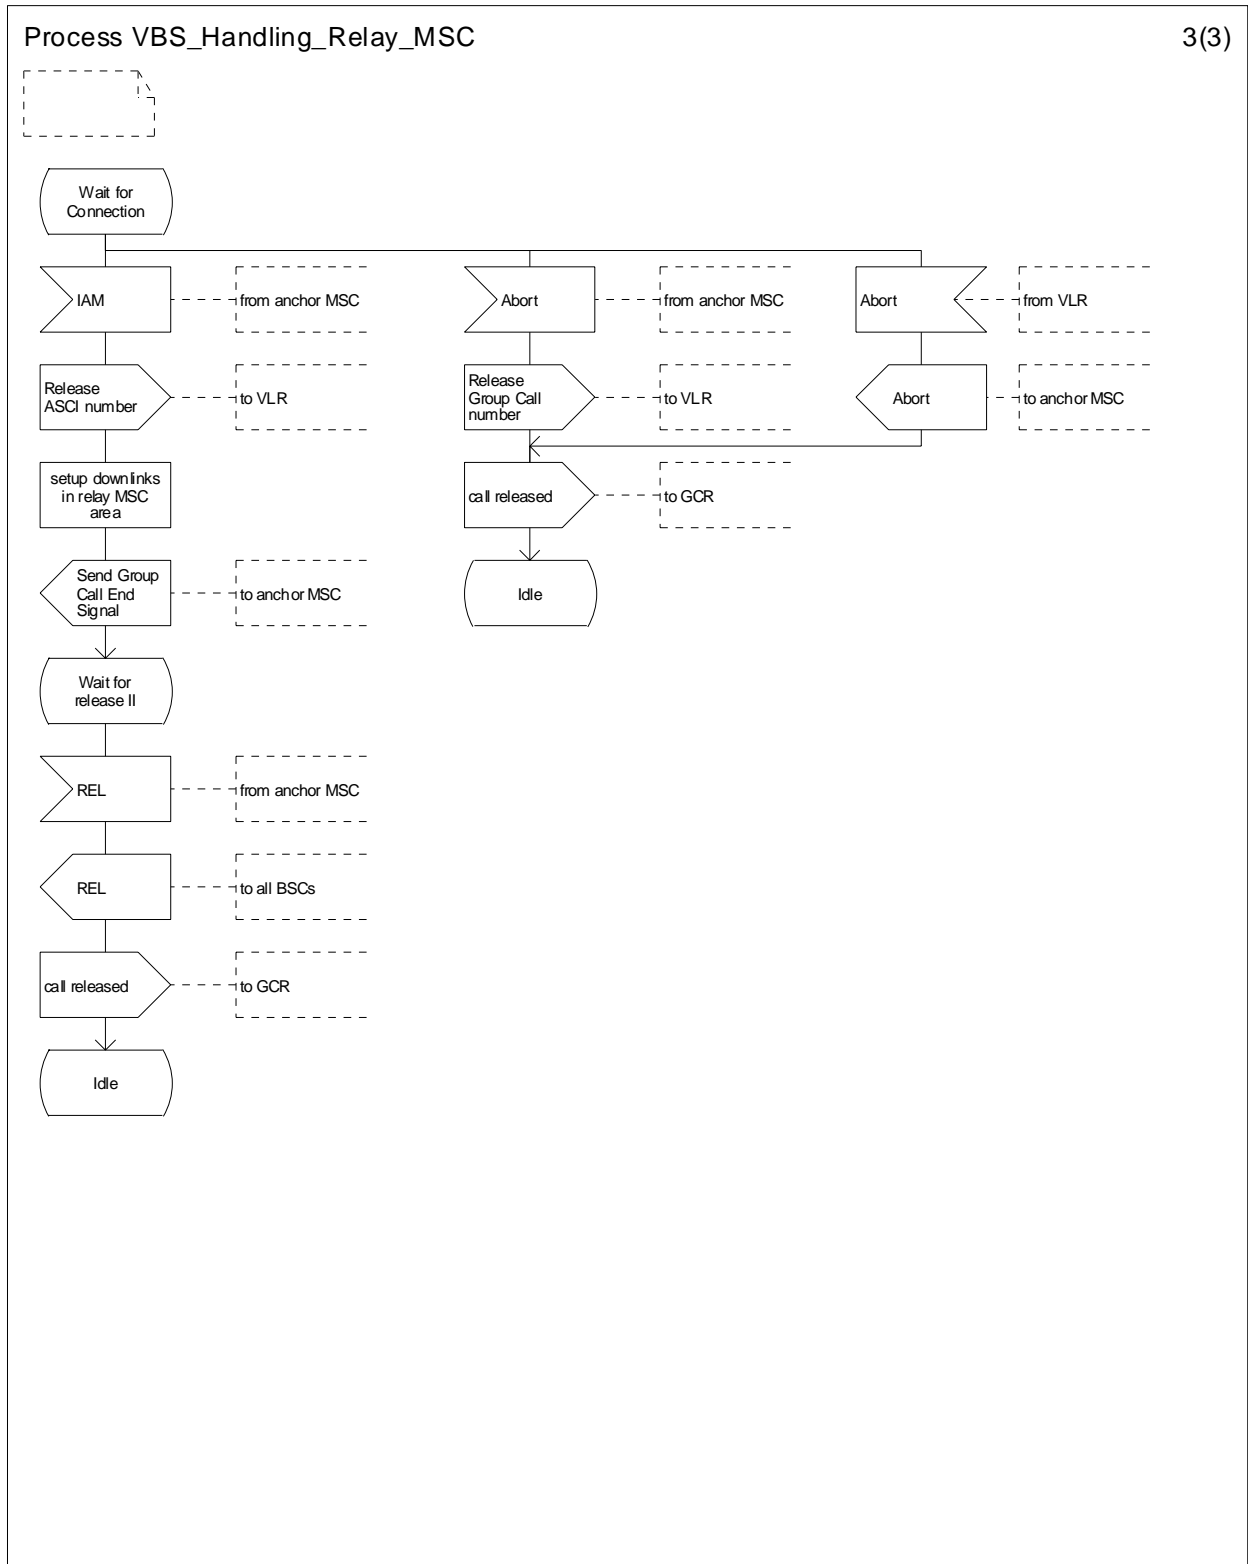 Process VBS_Handling_Relay_MSC
3(3)
Wait for
Connection
IAM
from anchor MSC
Abort
from anchor MSC
Abort
from VLR
Release
ASCI number
to VLR
Release
Group Call
number
to VLR
Abort
to anchor MSC
setup downlinks
in relay MSC
area
call released
to GCR
Send Group
Call End
Signal
to anchor MSC
Idle
Wait for
release II
REL
from anchor MSC
REL
to all BSCs
call released
to GCR
Idle